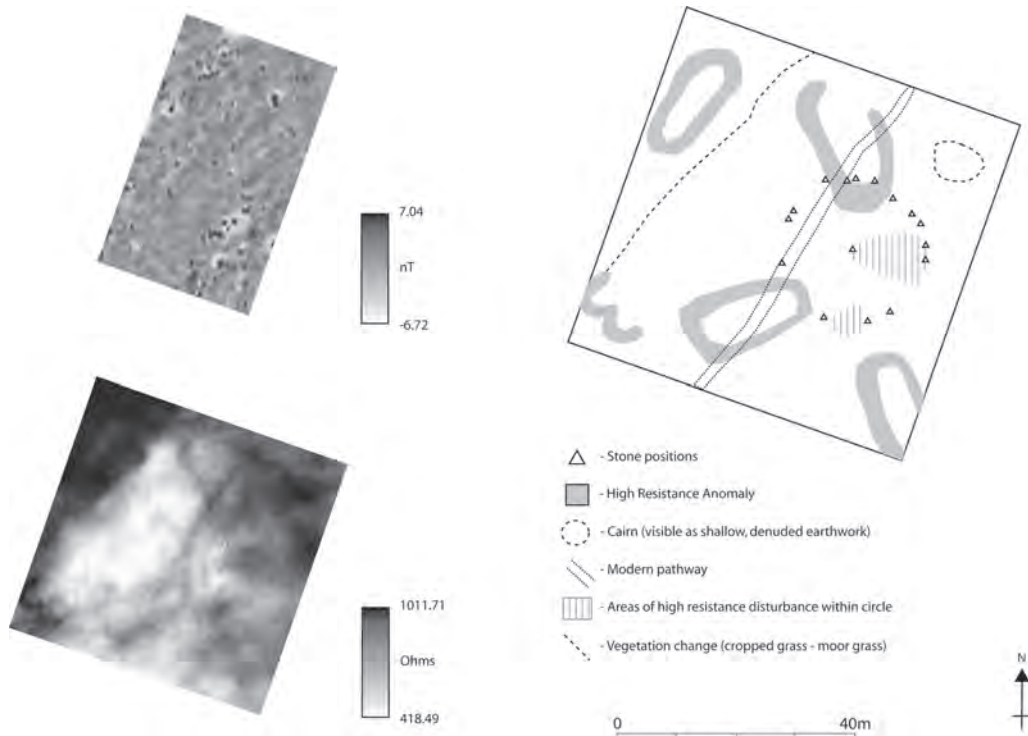 7.04
nT
-6.72
1011.71
Ohms
418.49
- Stone positions
- High Resistance Anomaly
- Cairn (visible as shallow, denuded earthwork)
- Modern pathway
- Areas of high resistance disturbance within circle
- Vegetation change (cropped grass - moor grass)
N
0 40m